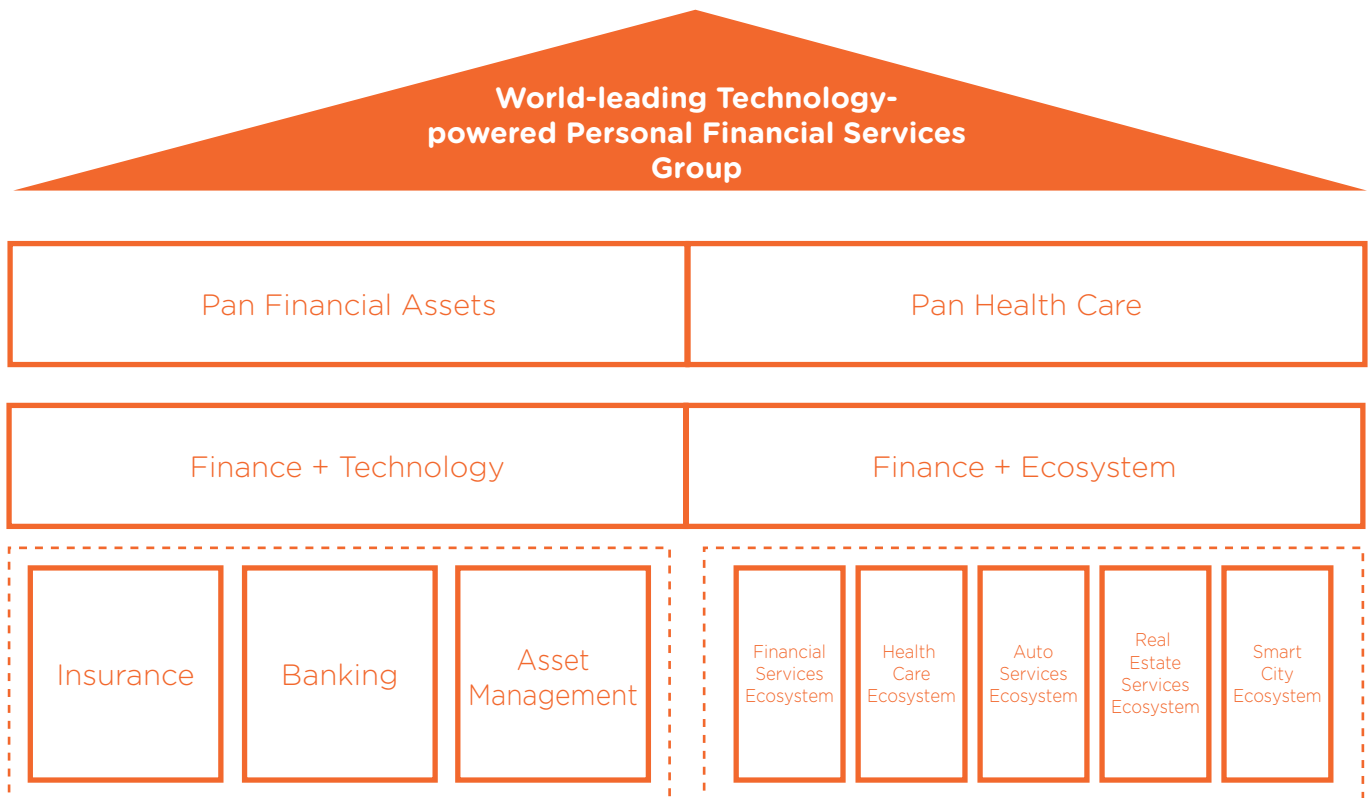 World-leading Technology-
powered Personal Financial Services
Group
Pan Financial Assets
Pan Health Care
Finance + Technology
Finance + Ecosystem
Insurance
Banking
Asset
Management
Financial
Services
Ecosystem
Health
Care
Ecosystem
Auto
Services
Ecosystem
Real
Estate
Services
Ecosystem
Smart
City
Ecosystem